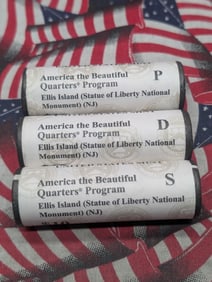 America the Beautiful P
Quarters® Program
Ellis Island (Statue of Liberty National
Monument) (NJ)
America the Beautiful D
Quarters® Program
Ellis Island (Statue of Liberty National
Monument) (NJ)
America the Beautiful S
Quarters® Program
Ellis Island (Statue of Liberty National
Monument) (NJ)